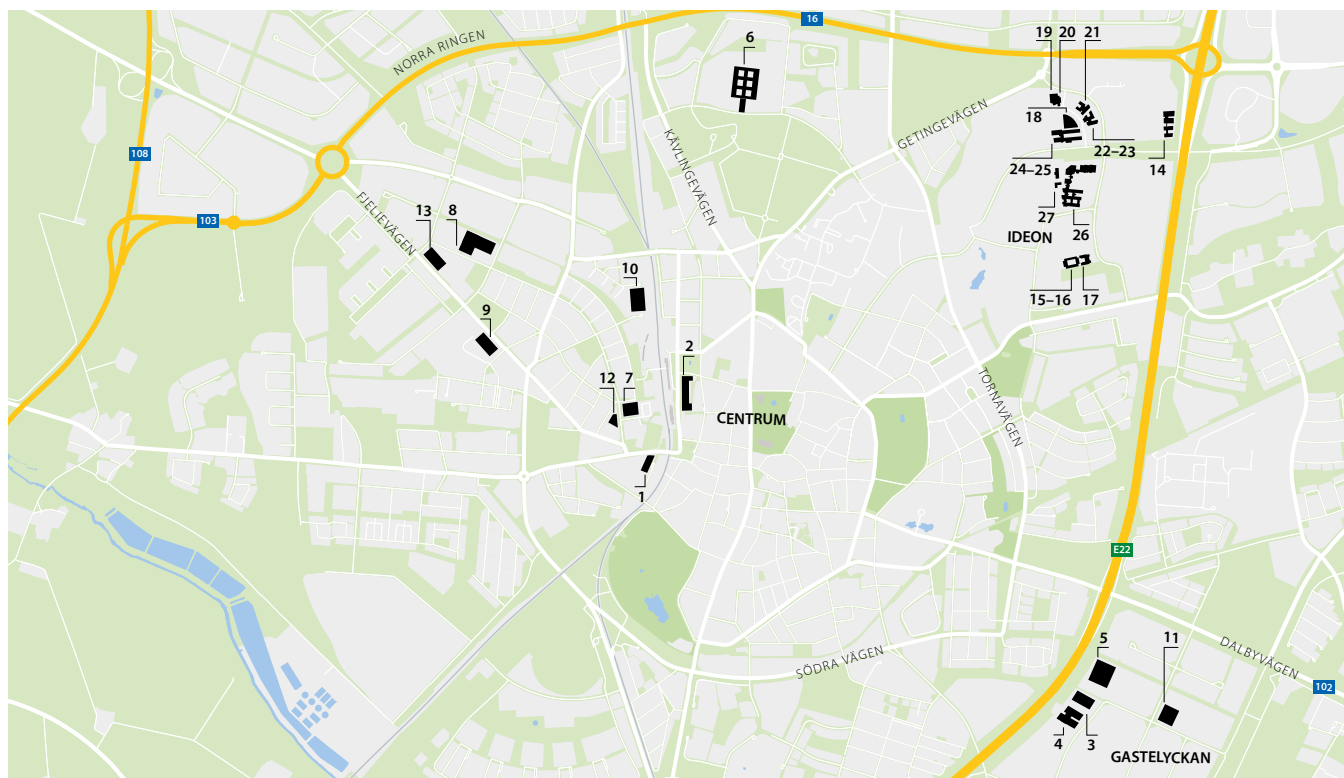 16
6
19
20
21
NORRA RINGEN
18
GETINGEVÄGEN
KÄVLINGEVÄGEN
108
22–23
14
24–25
103
FJELIEVÄGEN
13
8
27
26
IDEON
10
15–16
17
9
2
12
7
TORNAVÄGEN
CENTRUM
1
E22
SÖDRA VÄGEN
5
11
DALBYVÄGEN
102
4
3
GASTELYCKAN